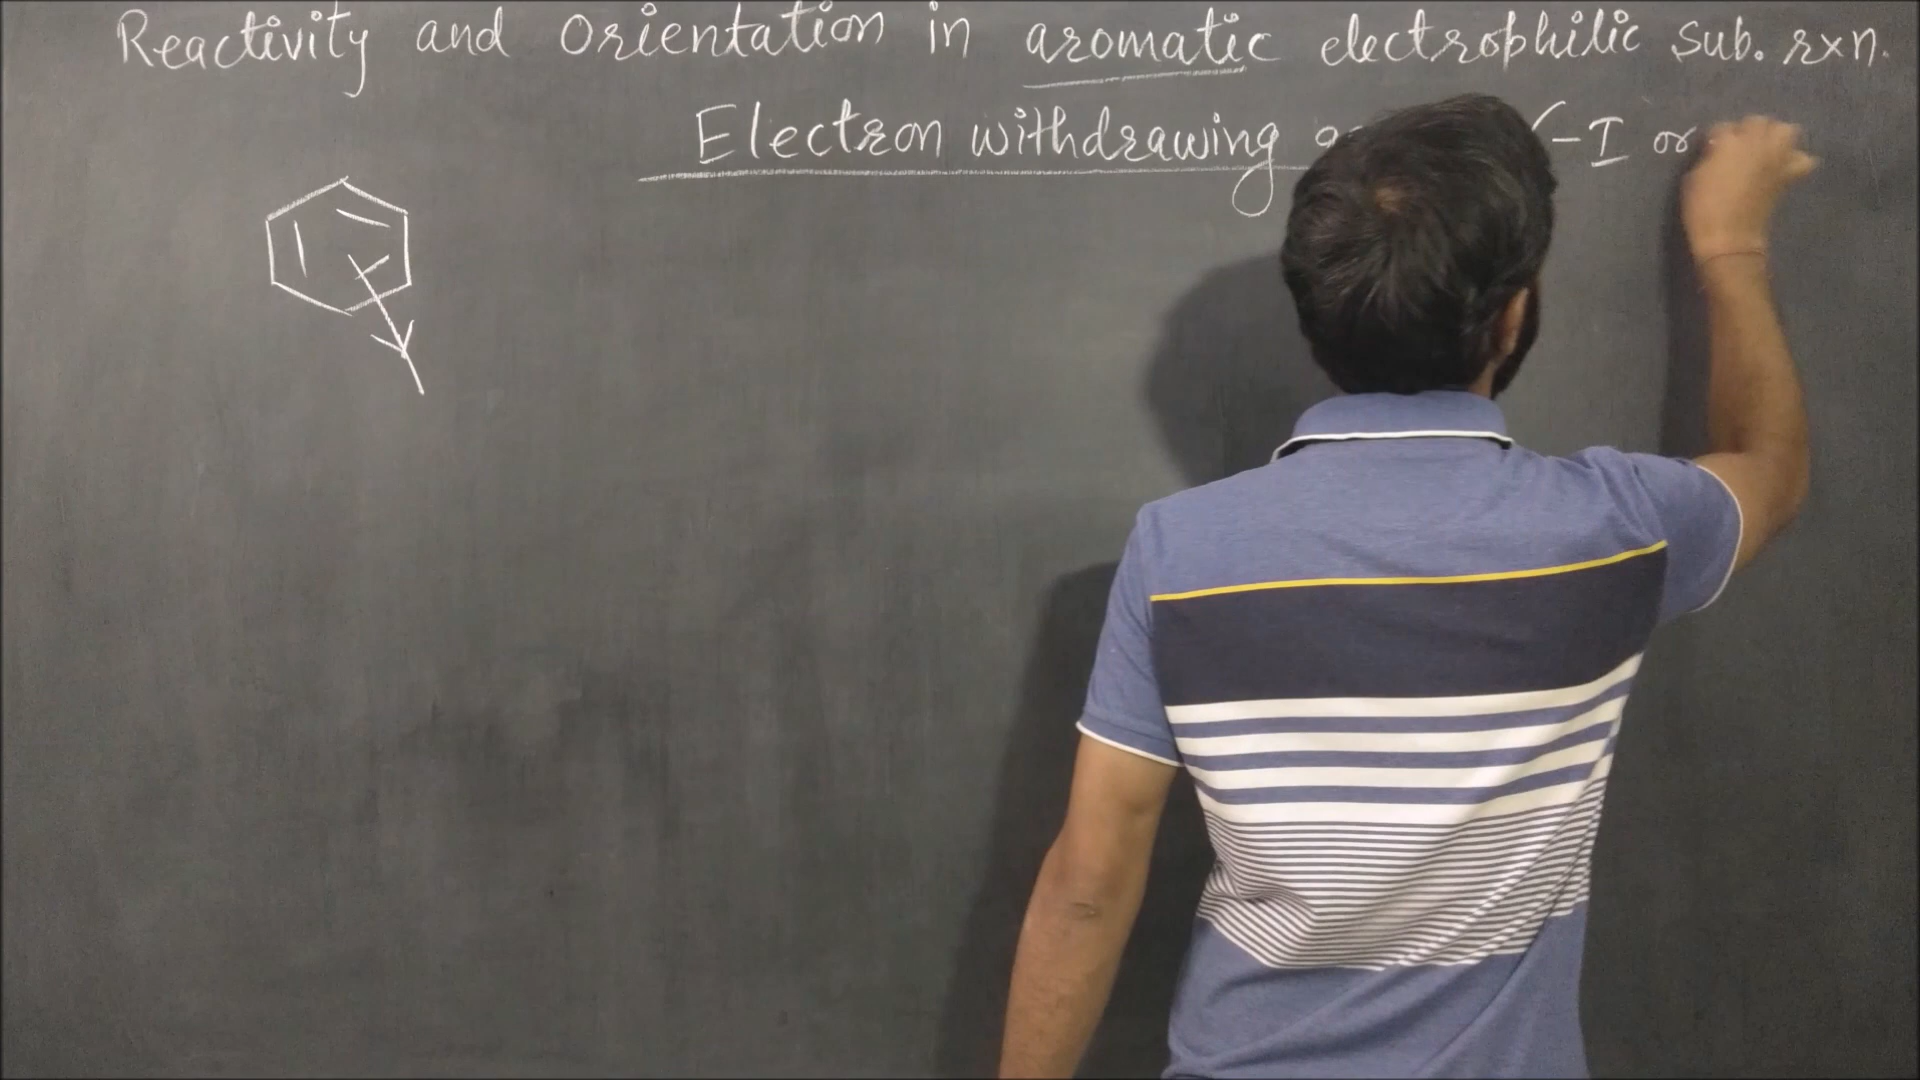 Reactivity and Orientation in aromatic electrophilic sub. rxn.
Electron withdrawing (-I or